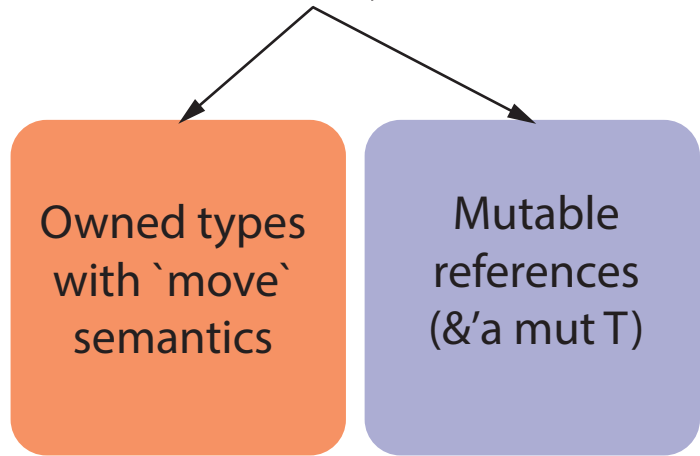 Owned types
with `move`
semantics
Mutable
references
(&’a mut T)